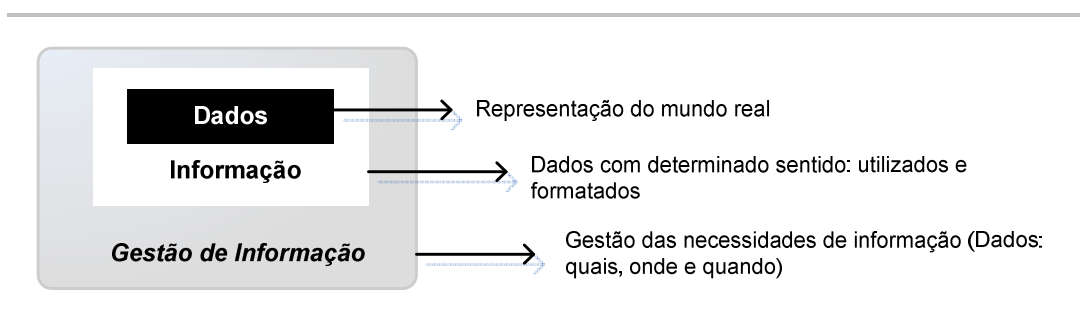 Dados
Representação do mundo real
Informação
Dados com determinado sentido: utilizados e
formatados
Gestão de Informação
Gestão das necessidades de informação (Dados:
quais, onde e quando)